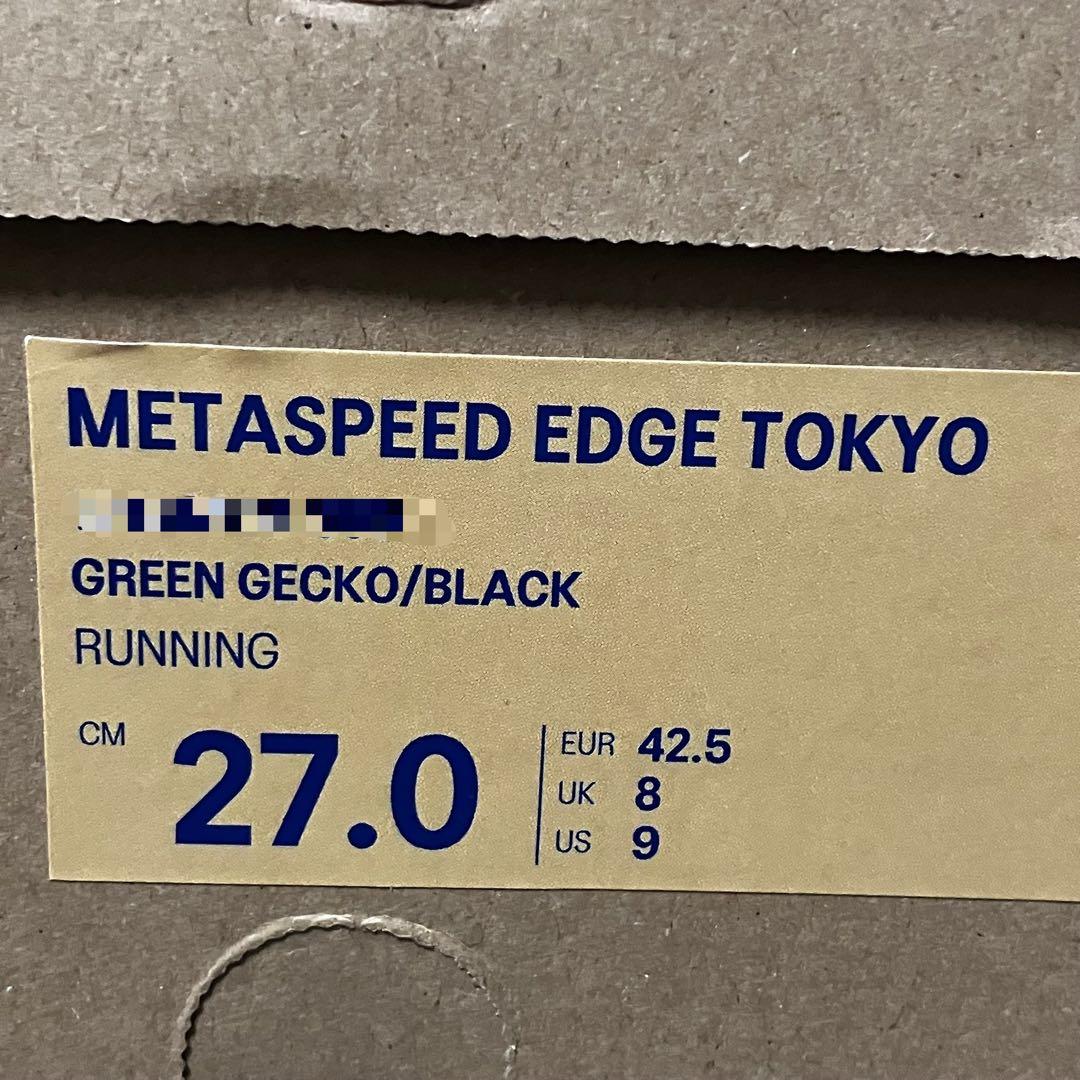 METASPEED EDGE TOKYO
GREEN GECKO/BLACK
RUNNING
CM 27.0
EUR 42.5
UK 8
US 9